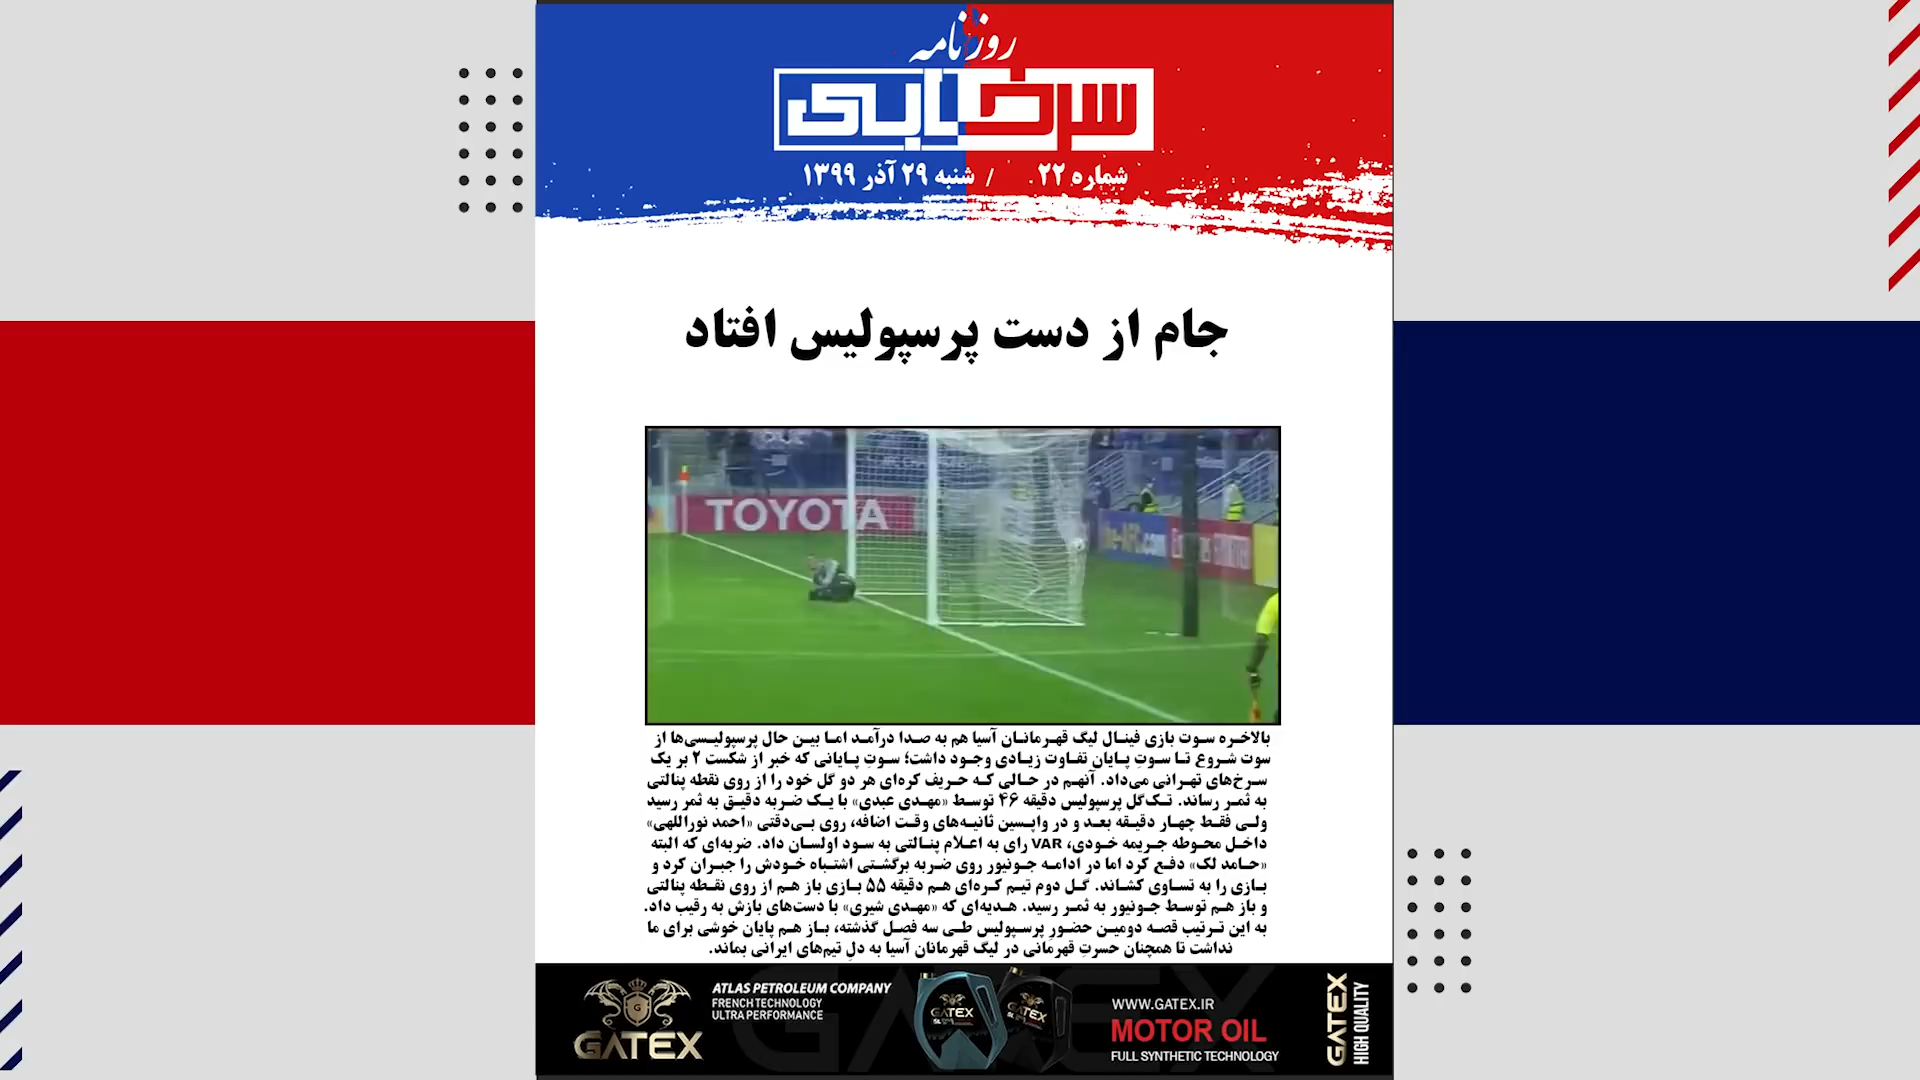 روزنامه
سرخابی
شماره ۲۲ / شنبه ۲۹ آذر ۱۳۹۹
جام از دست پرسپولیس افتاد
TOYOTA
the-AFC.com
Emirates
بالاخره سوت بازی فینال لیگ قهرمانان آسیا هم به صدا درآمد اما بین حال پرسپولیسی‌ها از
سوت شروع تا سوتِ پایان تفاوت زیادی وجود داشت؛ سوتِ پایانی که خبر از شکست ۲ بر یک
سرخ‌های تهرانی می‌داد. آنهم در حالی که حریف کره‌ای هر دو گل خود را از روی نقطه پنالتی
به ثمر رساند. تک‌گل پرسپولیس دقیقه ۴۶ توسط «مهدی عبدی» با یک ضربه دقیق به ثمر رسید
ولی فقط چهار دقیقه بعد و در واپسین ثانیه‌های وقت اضافه، روی بی‌دقتی «احمد نوراللهی»
داخل محوطه جریمه خودی، VAR رای به اعلام پنالتی به سود اولسان داد. ضربه‌ای که البته
«حامد لک» دفع کرد اما در ادامه جونیور روی ضربه برگشتی اشتباه خودش را جبران کرد و
بازی را به تساوی کشاند. گل دوم تیم کره‌ای هم دقیقه ۵۵ بازی باز هم از روی نقطه پنالتی
و باز هم توسط جونیور به ثمر رسید. هدیه‌ای که «مهدی شیری» با دست‌های بازش به رقیب داد.
به این ترتیب قصه دومین حضورِ پرسپولیس طی سه فصل گذشته، باز هم پایان خوشی برای ما
نداشت تا همچنان حسرتِ قهرمانی در لیگ قهرمانان آسیا به دلِ تیم‌های ایرانی بماند.
GATEX
ATLAS PETROLEUM COMPANY
FRENCH TECHNOLOGY
ULTRA PERFORMANCE
GATEX
GATEX
WWW.GATEX.IR
MOTOR OIL
FULL SYNTHETIC TECHNOLOGY
GATEX
HIGH QUALITY